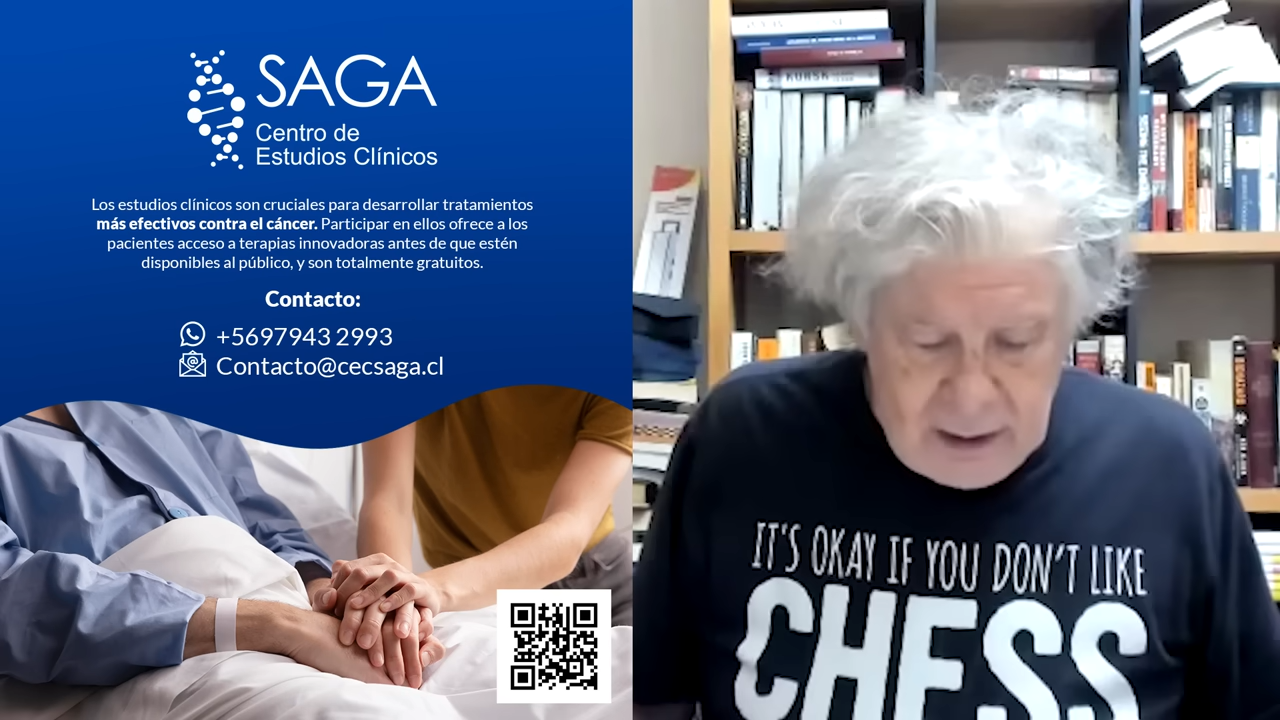 SAGA
Centro de
Estudios Clínicos
Los estudios clínicos son cruciales para desarrollar tratamientos
más efectivos contra el cáncer. Participar en ellos ofrece a los
pacientes acceso a terapias innovadoras antes de que estén
disponibles al público, y son totalmente gratuitos.
Contacto:
+5697943 2993
Contacto@cecsaga.cl
KURSK
IT'S OKAY IF YOU DON'T LIKE
CHESS